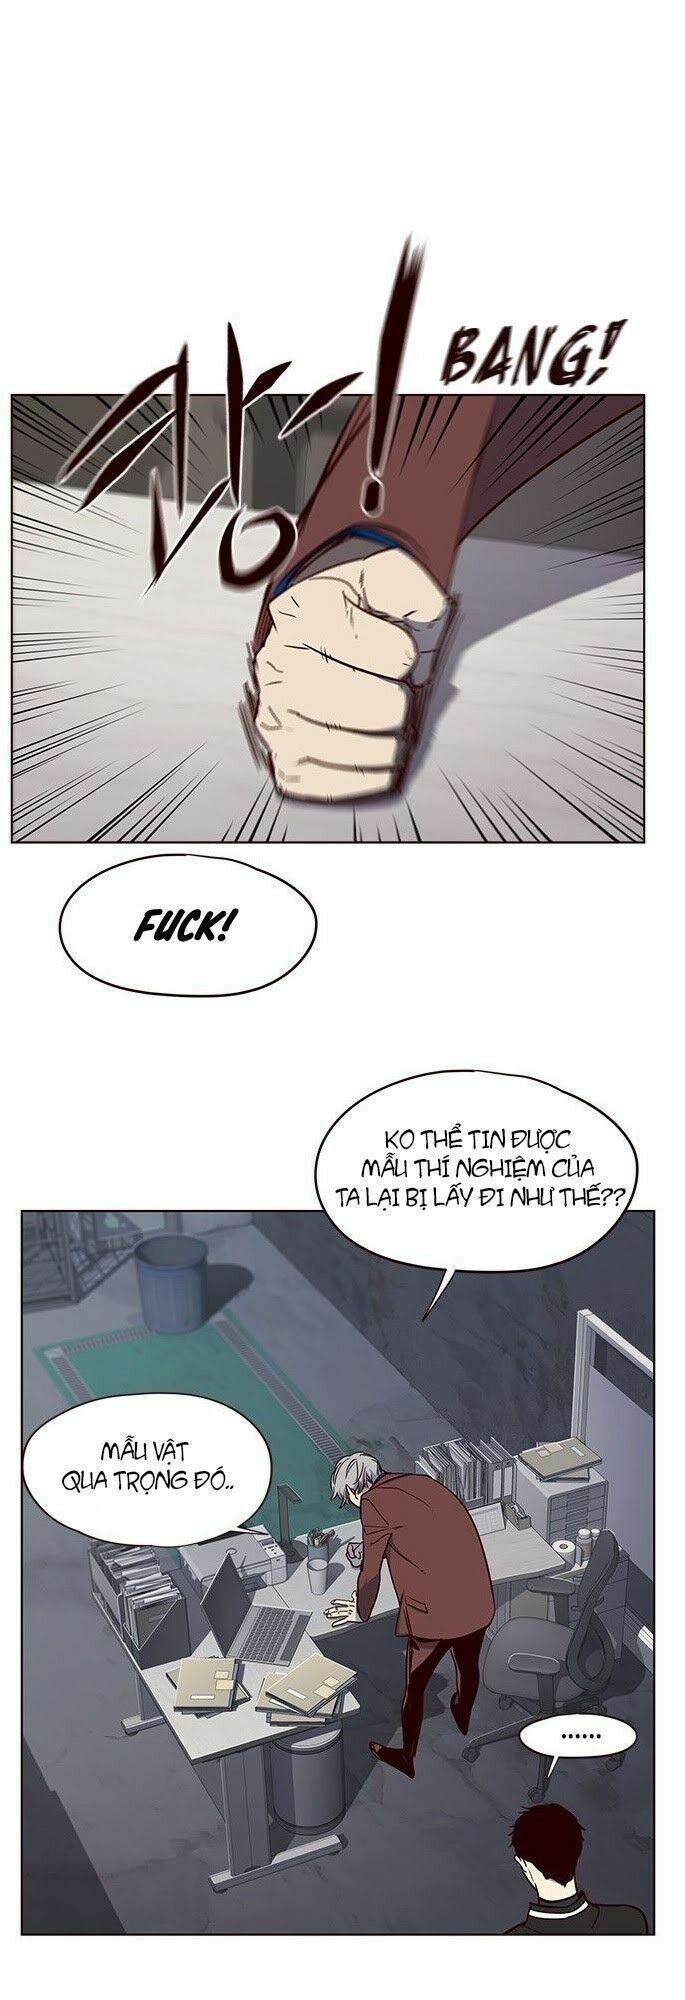 쾅!
BANG!
FUCK!
KO THỂ TIN ĐƯỢC
MẪU THÍ NGHIỆM CỦA
TA LẠI BỊ LẤY ĐI NHƯ THẾ??
MẪU VẬT
QUA TRỌNG ĐÓ..
......